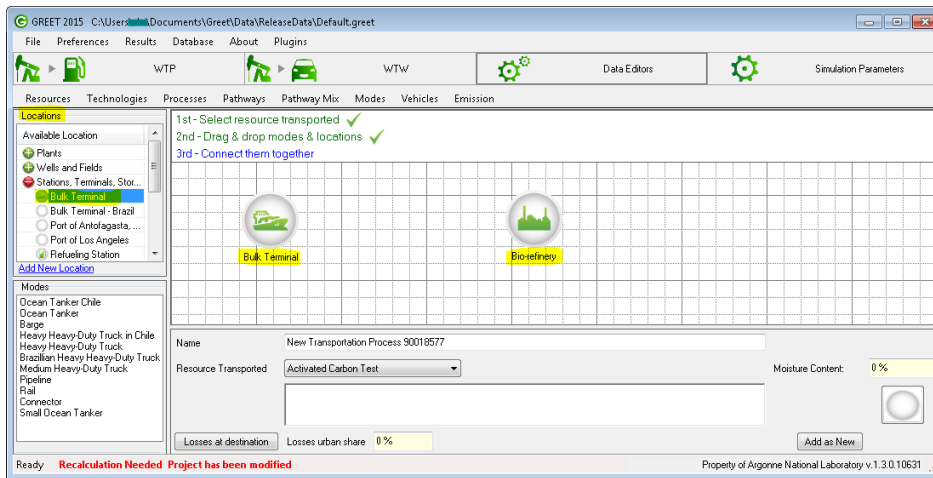 GREET 2015 C:\Users\ \Documents\Greet\Data\ReleaseData\Default.greet
File Preferences Results Database About Plugins
WTP WTW Data Editors Simulation Parameters
Resources Technologies Processes Pathways Pathway Mix Modes Vehicles Emission
Locations
Available Location
Plants
Wells and Fields
Stations, Terminals, Stor...
Bulk Terminal
Bulk Terminal - Brazil
Port of Antofagasta, ...
Port of Los Angeles
Refueling Station
Add New Location
Modes
Ocean Tanker Chile
Ocean Tanker
Barge
Heavy Heavy-Duty Truck in Chile
Heavy Heavy-Duty Truck
Brazillian Heavy Heavy-Duty Truck
Medium Heavy-Duty Truck
Pipeline
Rail
Connector
Small Ocean Tanker
1st - Select resource transported
2nd - Drag & drop modes & locations
3rd - Connect them together
Bulk Terminal Bio-refinery
Name New Transportation Process 90018577
Resource Transported Activated Carbon Test Moisture Content: 0 %
Losses at destination Losses urban share 0 % Add as New
Ready Recalculation Needed Project has been modified Property of Argonne National Laboratory v.1.3.0.10631